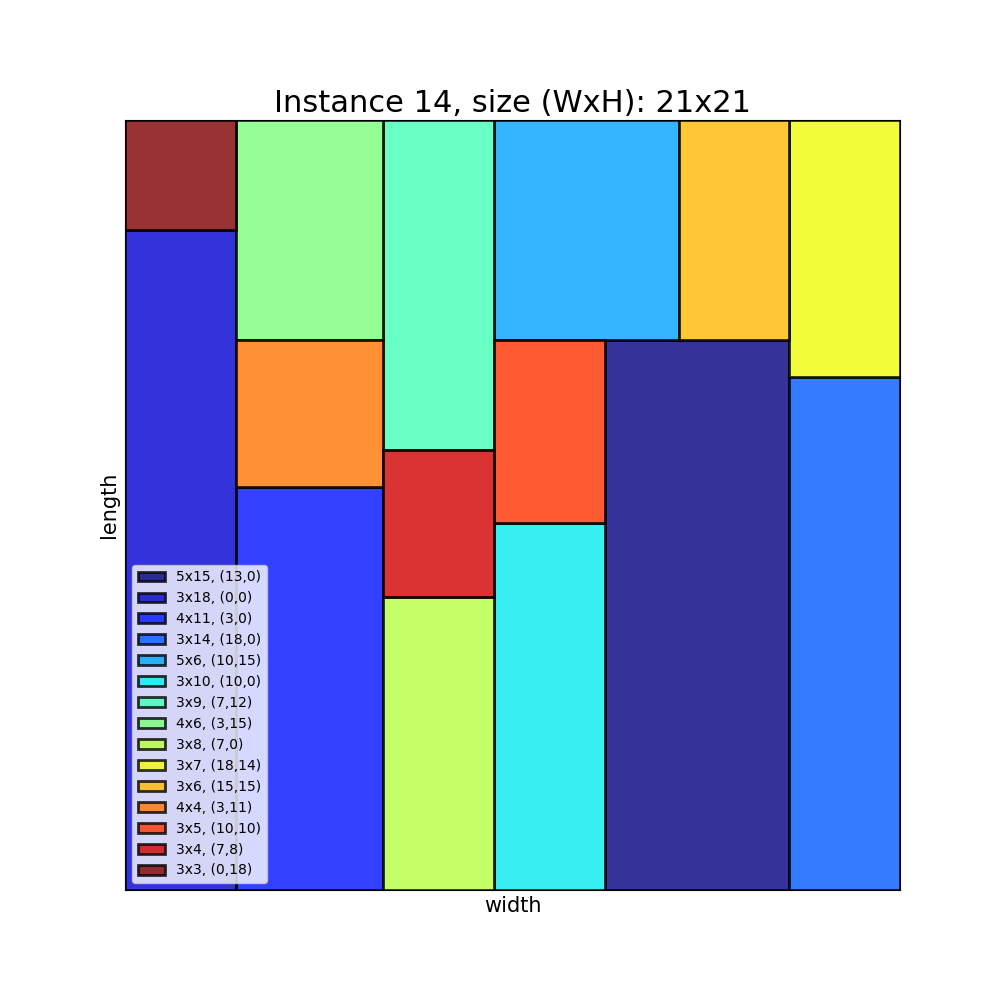 Instance 14, size (WxH): 21x21
length
5x15, (13,0)
3x18, (0,0)
4x11, (3,0)
3x14, (18,0)
5x6, (10,15)
3x10, (10,0)
3x9, (7,12)
4x6, (3,15)
3x8, (7,0)
3x7, (18,14)
3x6, (15,15)
4x4, (3,11)
3x5, (10,10)
3x4, (7,8)
3x3, (0,18)
width